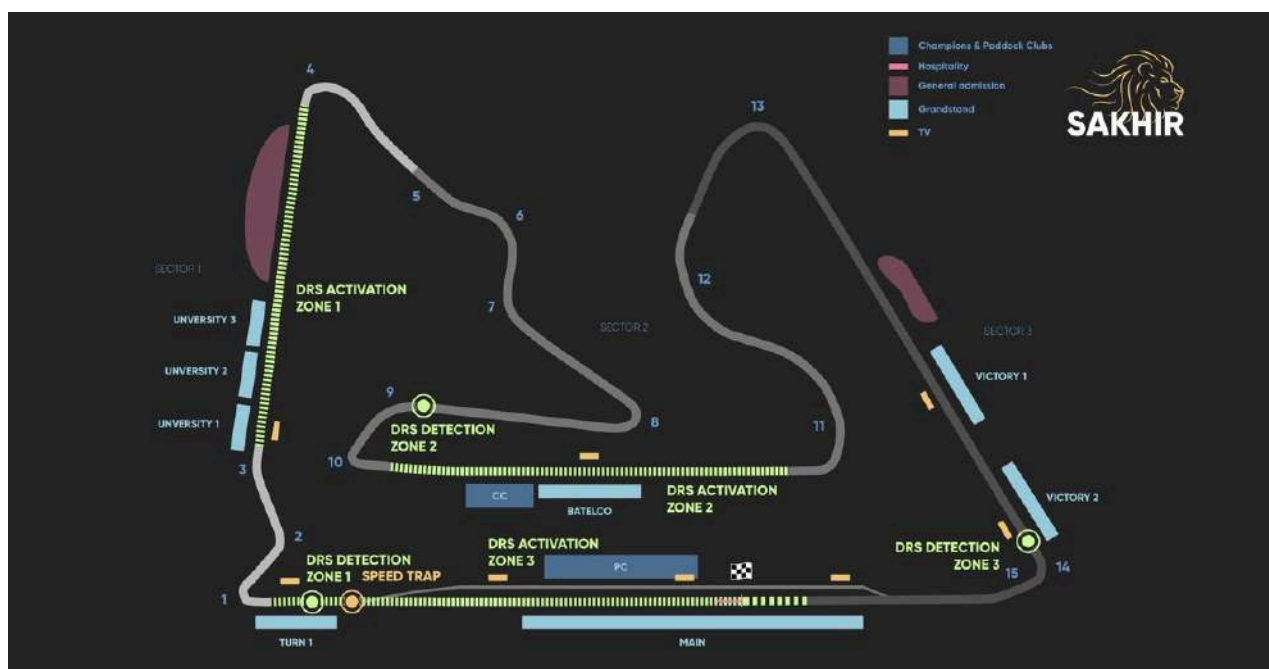 4
13
Champions & Paddock Clubs
Hospitality
General admission
Grandstand
TV
SAKHIR
5
6
SECTOR 1
DRS ACTIVATION
ZONE 1
7
12
UNVERSITY 3
SECTOR 2
SECTOR 3
UNVERSITY 2
VICTORY 1
9
UNVERSITY 1
DRS DETECTION
ZONE 2
8
11
3
10
CC
BATELCO
DRS ACTIVATION
ZONE 2
VICTORY 2
2
DRS DETECTION
ZONE 1
SPEED TRAP
DRS ACTIVATION
ZONE 3
PC
DRS DETECTION
ZONE 3
15
14
1
TURN 1
MAIN